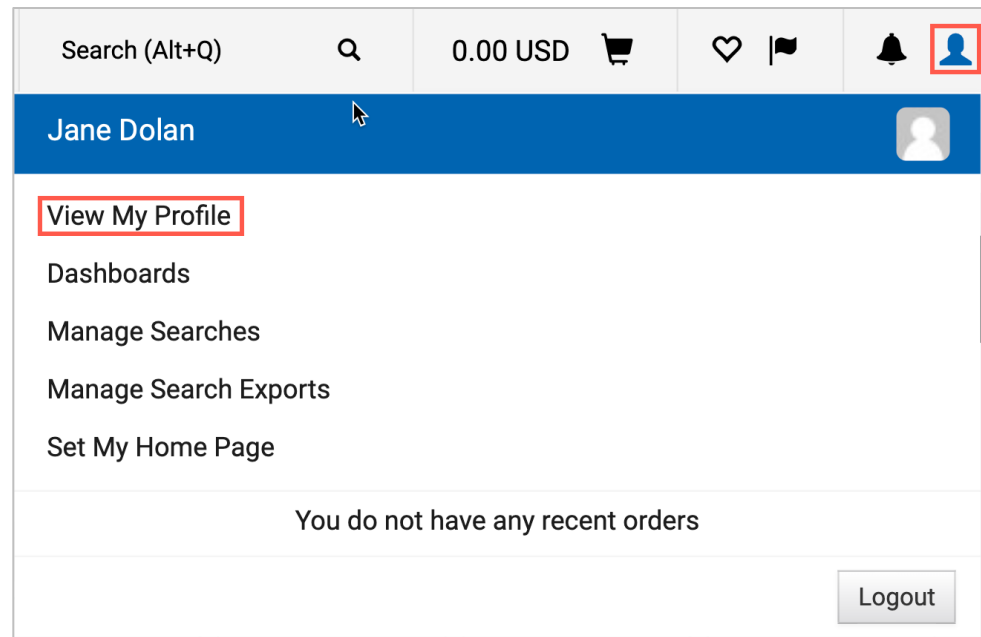 Search (Alt+Q)
0.00 USD
Jane Dolan
View My Profile
Dashboards
Manage Searches
Manage Search Exports
Set My Home Page
You do not have any recent orders
Logout